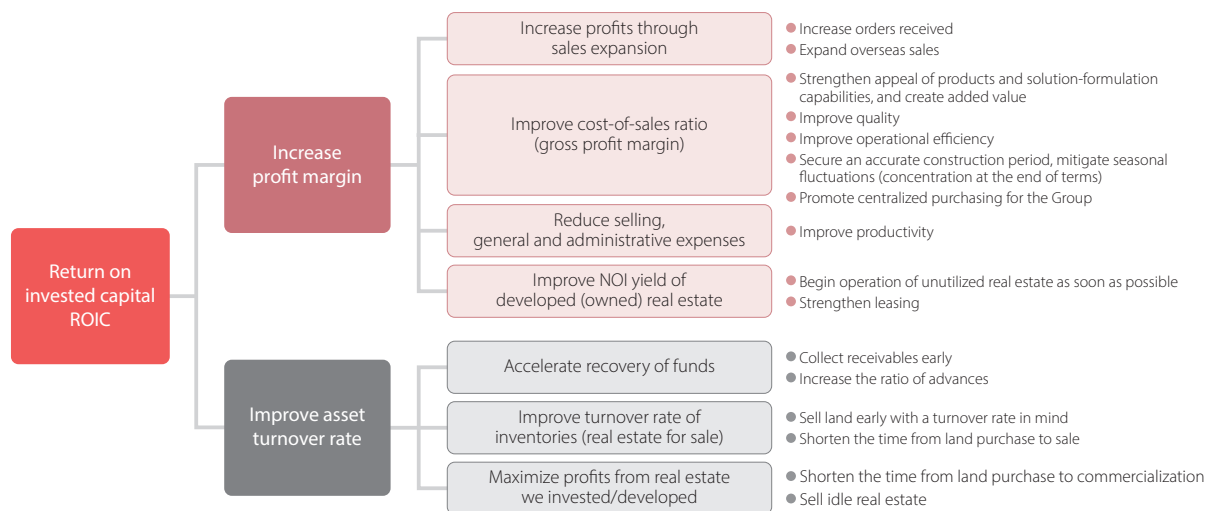 Return on
invested capital
ROIC
Increase
profit margin
Increase profits through
sales expansion
Increase orders received
Expand overseas sales
Improve cost-of-sales ratio
(gross profit margin)
Strengthen appeal of products and solution-formulation
capabilities, and create added value
Improve quality
Improve operational efficiency
Secure an accurate construction period, mitigate seasonal
fluctuations (concentration at the end of terms)
Promote centralized purchasing for the Group
Reduce selling,
general and administrative expenses
Improve productivity
Improve NOI yield of
developed (owned) real estate
Begin operation of unutilized real estate as soon as possible
Strengthen leasing
Improve asset
turnover rate
Accelerate recovery of funds
Collect receivables early
Increase the ratio of advances
Improve turnover rate of
inventories (real estate for sale)
Sell land early with a turnover rate in mind
Shorten the time from land purchase to sale
Maximize profits from real estate
we invested/developed
Shorten the time from land purchase to commercialization
Sell idle real estate